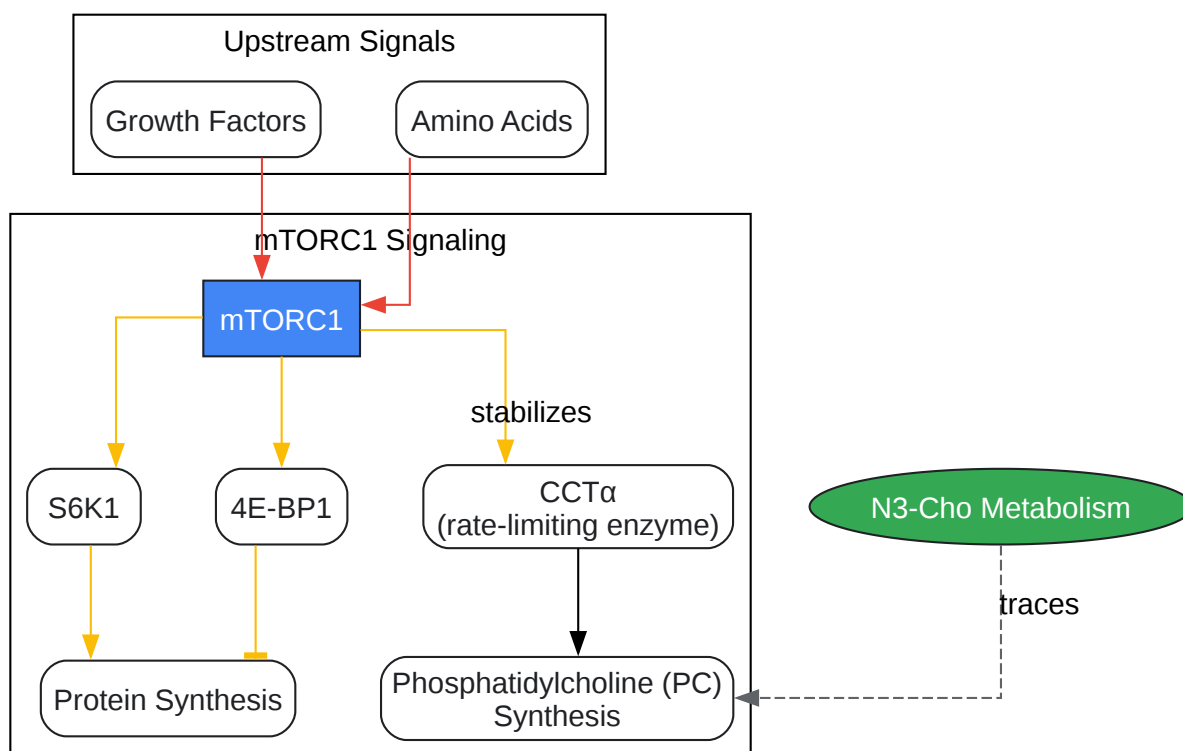 Upstream Signals
Growth Factors
Amino Acids
mTORC1 Signaling
mTORC1
stabilizes
S6K1
4E-BP1
CCTα
(rate-limiting enzyme)
N3-Cho Metabolism
traces
Protein Synthesis
Phosphatidylcholine (PC)
Synthesis